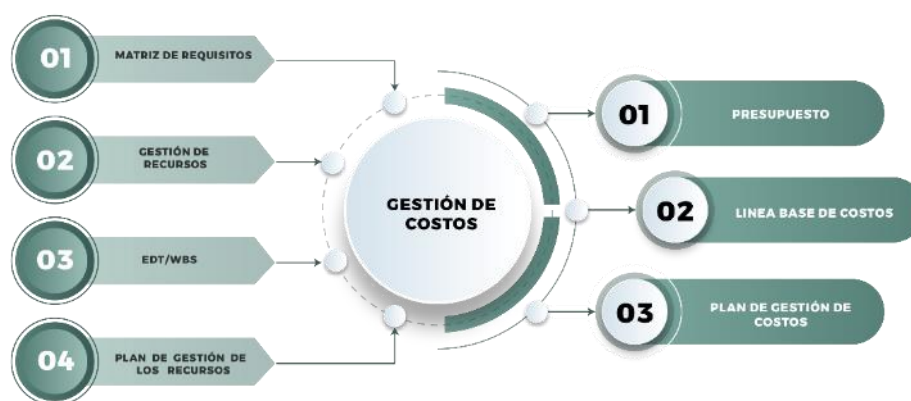 01
MATRIZ DE REQUISITOS
02
GESTIÓN DE
RECURSOS
03
EDT/WBS
04
PLAN DE GESTIÓN DE
LOS RECURSOS
GESTIÓN DE
COSTOS
01
PRESUPUESTO
02
LINEA BASE DE COSTOS
03
PLAN DE GESTIÓN DE
COSTOS